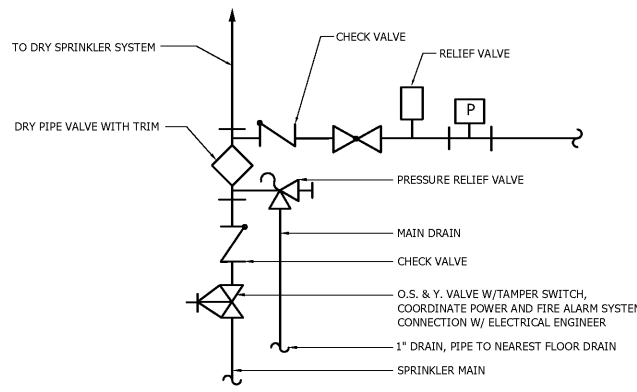 CHECK VALVE
TO DRY SPRINKLER SYSTEM
RELIEF VALVE
P
DRY PIPE VALVE WITH TRIM
PRESSURE RELIEF VALVE
MAIN DRAIN
CHECK VALVE
O.S. & Y. VALVE W/TAMPER SWITCH,
COORDINATE POWER AND FIRE ALARM SYSTEM
CONNECTION W/ ELECTRICAL ENGINEER
1" DRAIN, PIPE TO NEAREST FLOOR DRAIN
SPRINKLER MAIN